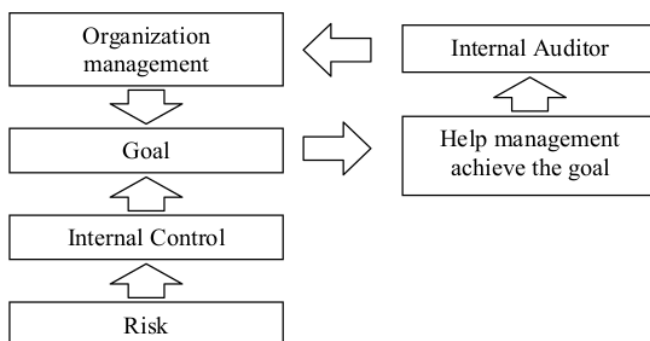 Organization
management
Internal Auditor
Goal
Help management
achieve the goal
Internal Control
Risk